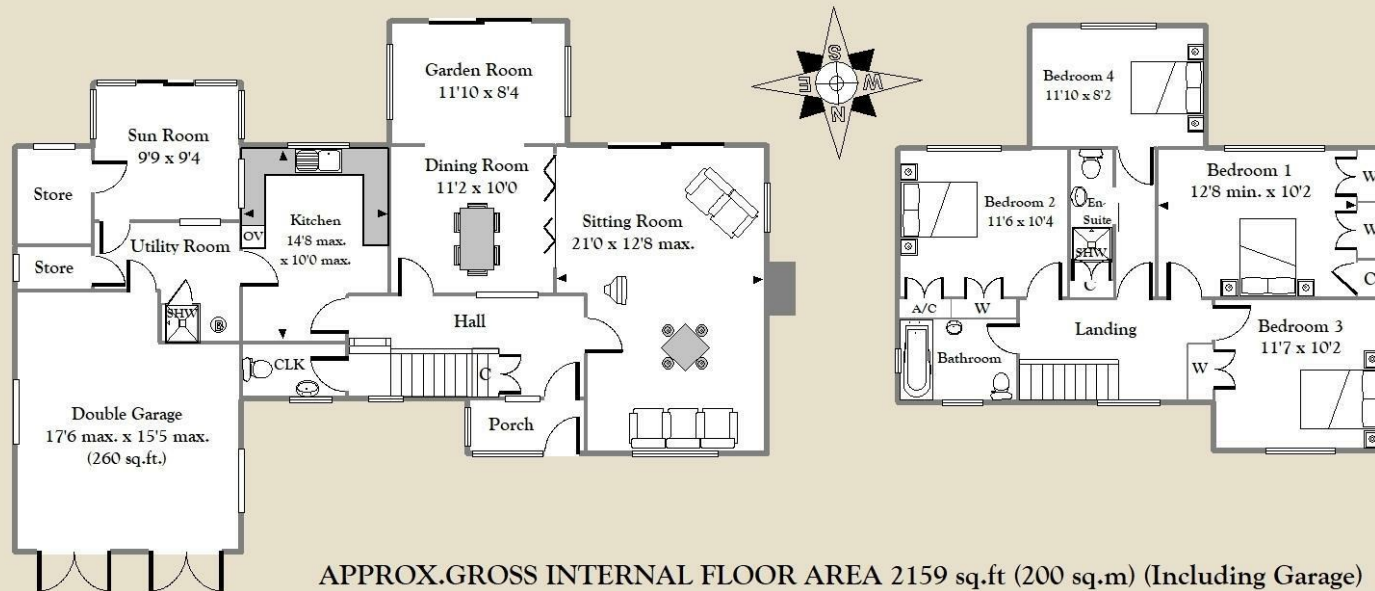 Garden Room
11'10 x 8'4
Sun Room
9'9 x 9'4
Store
Store
Utility Room
SHW
B
OV
Kitchen
14'8 max.
x 10'0 max.
Dining Room
11'2 x 10'0
Sitting Room
21'0 x 12'8 max.
Hall
C
CLK
Porch
Double Garage
17'6 max. x 15'5 max.
(260 sq.ft.)
S
E
W
N
Bedroom 4
11'10 x 8'2
Bedroom 2
11'6 x 10'4
En-
Suite
SHW
C
Bedroom 1
12'8 min. x 10'2
W
W
C
A/C
W
Bathroom
Landing
W
Bedroom 3
11'7 x 10'2
APPROX.GROSS INTERNAL FLOOR AREA 2159 sq.ft (200 sq.m) (Including Garage)